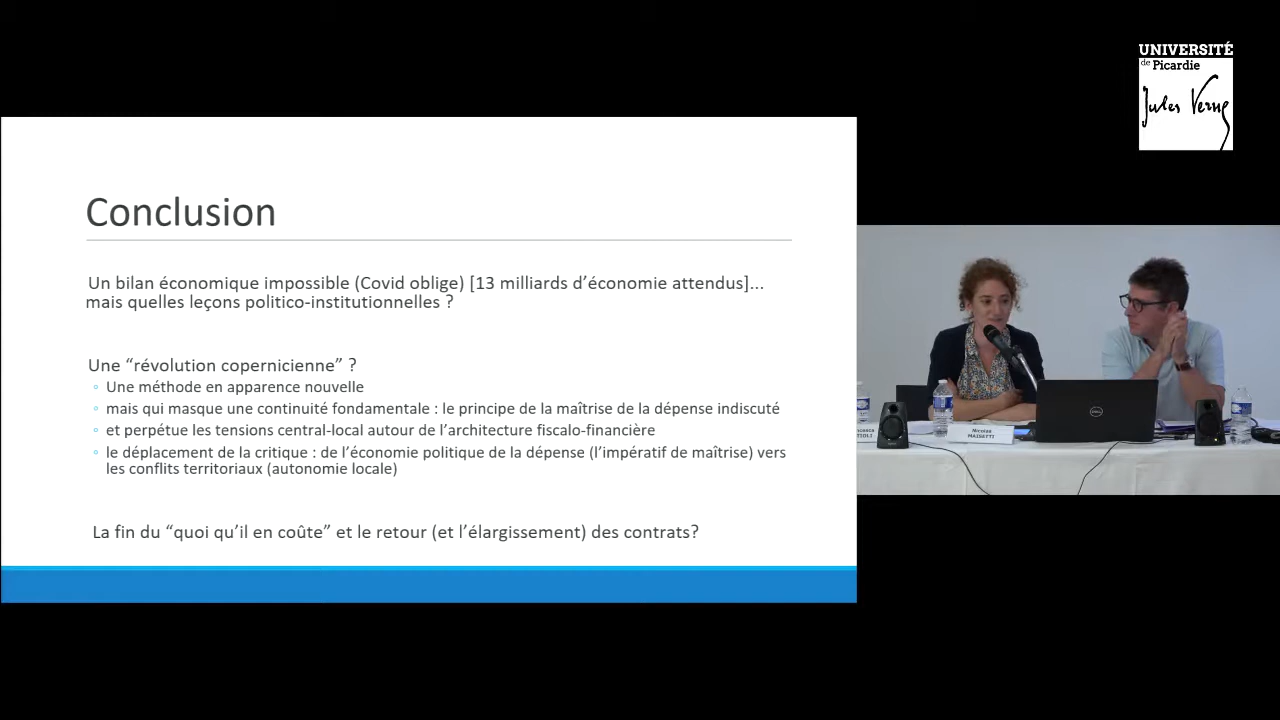 UNIVERSITÉ
de Picardie
Jules Verne
Conclusion
Un bilan économique impossible (Covid oblige) [13 milliards d’économie attendus]...
mais quelles leçons politico-institutionnelles ?
Une “révolution copernicienne” ?
◦ Une méthode en apparence nouvelle
◦ mais qui masque une continuité fondamentale : le principe de la maîtrise de la dépense indiscuté
◦ et perpétue les tensions central-local autour de l’architecture fiscalo-financière
◦ le déplacement de la critique : de l’économie politique de la dépense (l’impératif de maîtrise) vers
les conflits territoriaux (autonomie locale)
La fin du “quoi qu’il en coûte” et le retour (et l’élargissement) des contrats?
Nicolas
MAISETTI
DELL